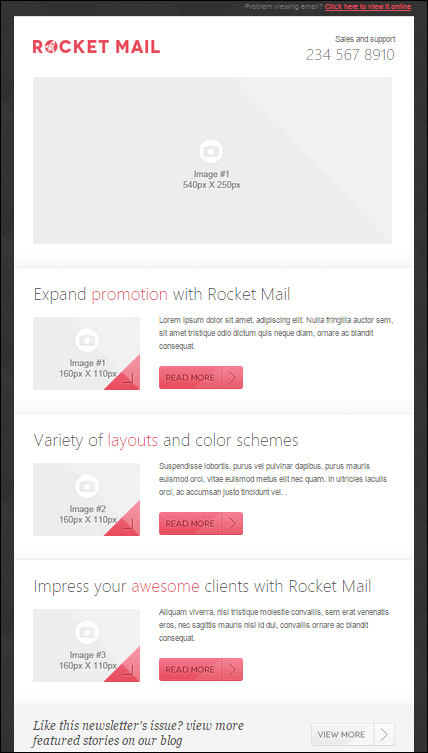 Problem viewing email? Click here to view it online
ROCKET MAIL
Sales and support
234 567 8910
Image #1
540px X 250px
Expand promotion with Rocket Mail
Lorem ipsum dolor sit amet, adipiscing elit. Nulla fringilla auctor sem,
sit amet tristique odio dictum quis neque diam, ornare ac blandit
consequat.
Image #1
160px X 110px
READ MORE
Variety of layouts and color schemes
Suspendisse lobortis, purus vel pulvinar dapibus, purus mauris
euismod orci, vitae euismod metus elit nec quam. In ultricies iaculis
orci, ac accumsan justo tincidunt vel. .
Image #2
160px X 110px
READ MORE
Impress your awesome clients with Rocket Mail
Aliquam viverra, nisl tristique molestie convallis, sem erat venenatis
eros, nec sagittis mauris nisl id dui, convallis ornare ac blandit
consequat.
Image #3
160px X 110px
READ MORE
Like this newsletter's issue? view more
featured stories on our blog
VIEW MORE